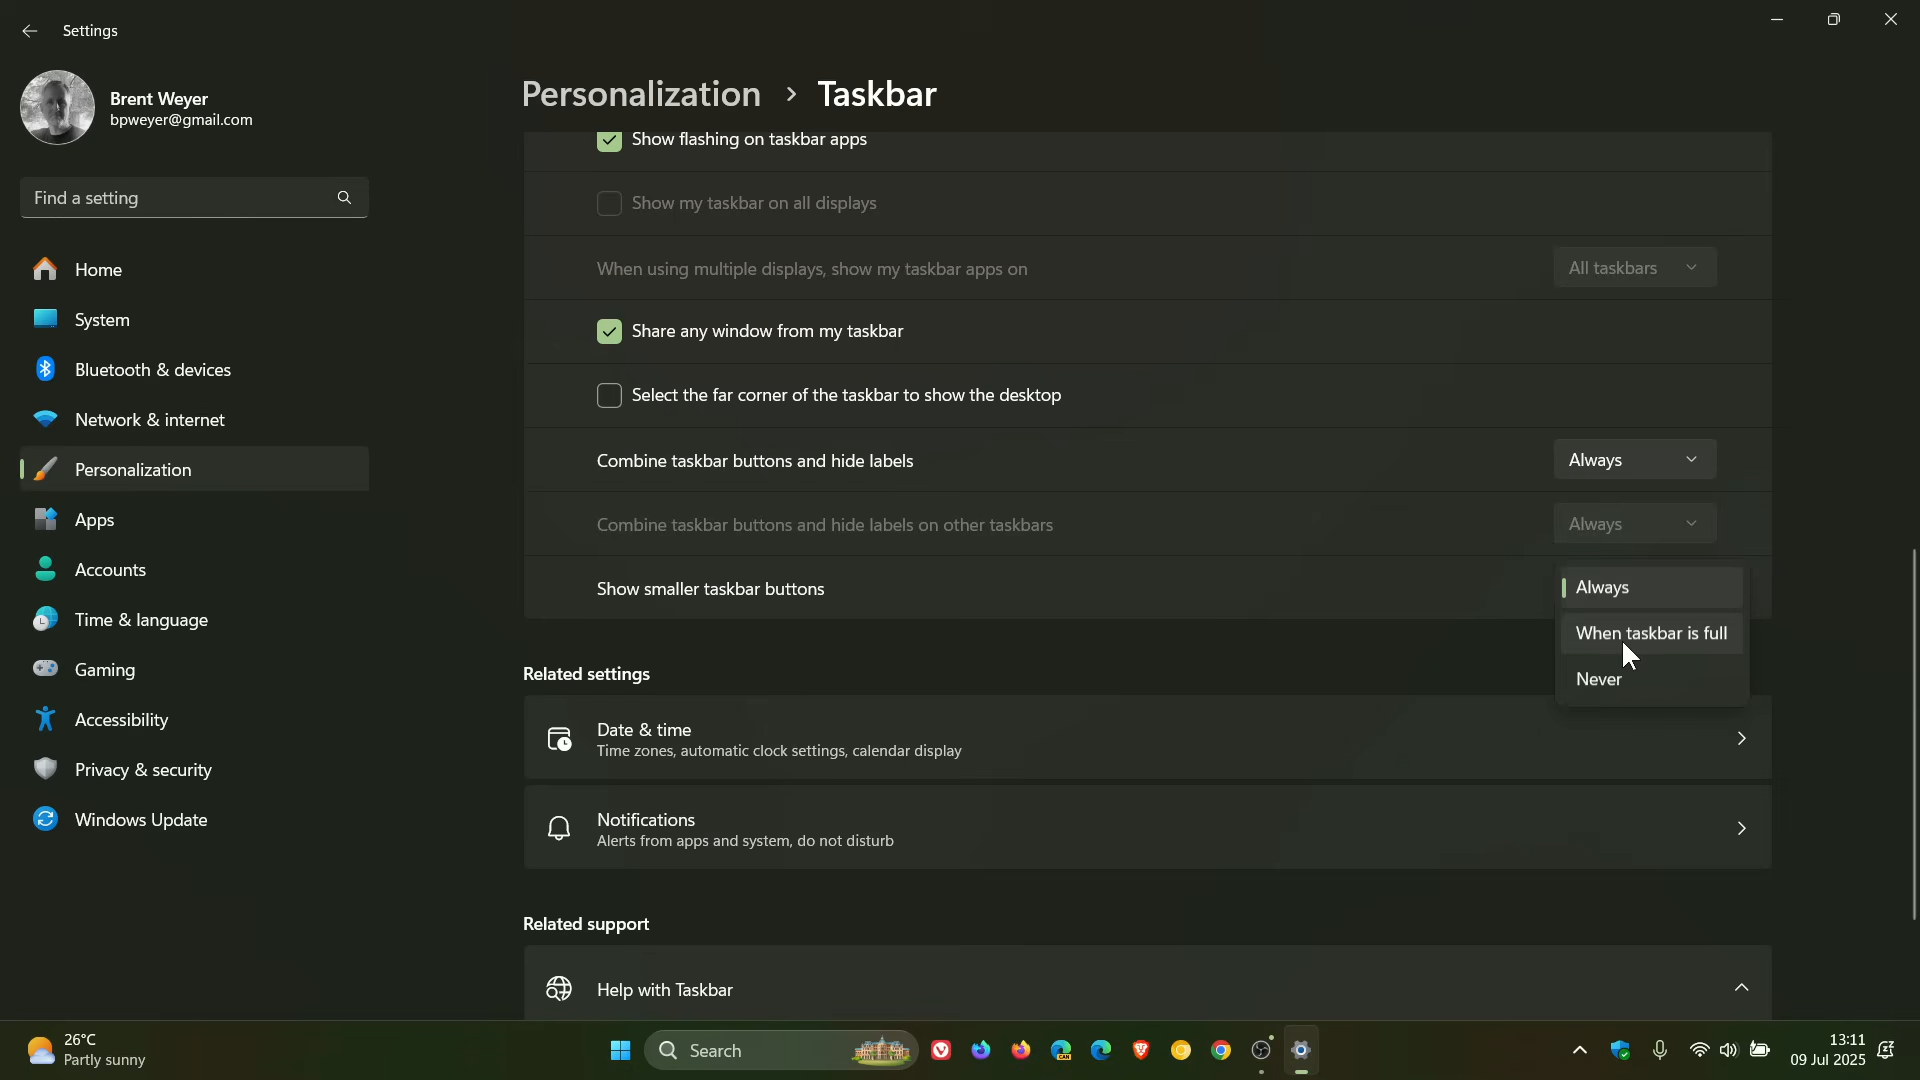 Settings
Brent Weyer
bpweyer@gmail.com
Find a setting
Home
System
Bluetooth & devices
Network & internet
Personalization
Apps
Accounts
Time & language
Gaming
Accessibility
Privacy & security
Windows Update
Personalization > Taskbar
Show flashing on taskbar apps
Show my taskbar on all displays
When using multiple displays, show my taskbar apps on
All taskbars
Share any window from my taskbar
Select the far corner of the taskbar to show the desktop
Combine taskbar buttons and hide labels
Always
Combine taskbar buttons and hide labels on other taskbars
Always
Show smaller taskbar buttons
Always
When taskbar is full
Never
Related settings
Date & time
Time zones, automatic clock settings, calendar display
Notifications
Alerts from apps and system, do not disturb
Related support
Help with Taskbar
26°C
Partly sunny
Search
CAN
13:11
09 Jul 2025